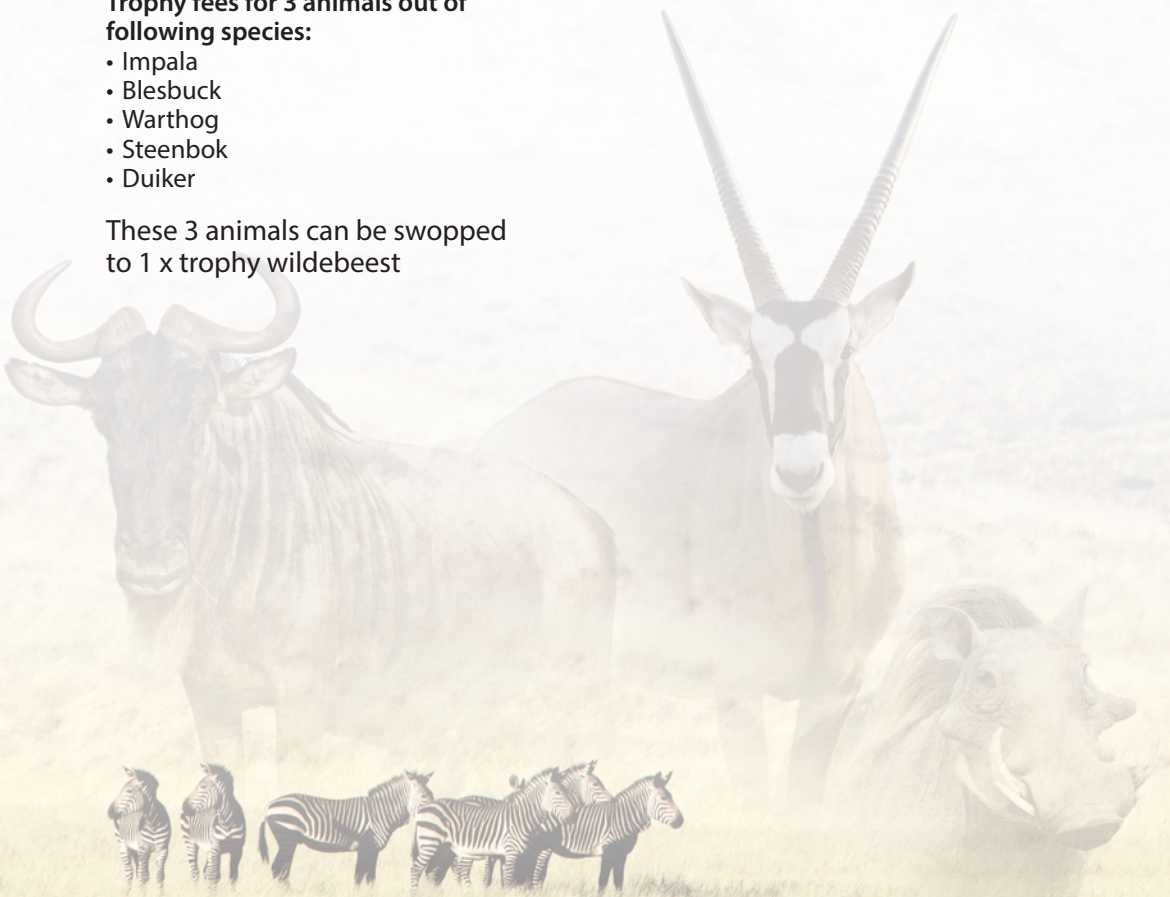 Trophy fees for 3 animals out of
following species:
• Impala
• Blesbuck
• Warthog
• Steenbok
• Duiker
These 3 animals can be swopped
to 1 x trophy wildebeest